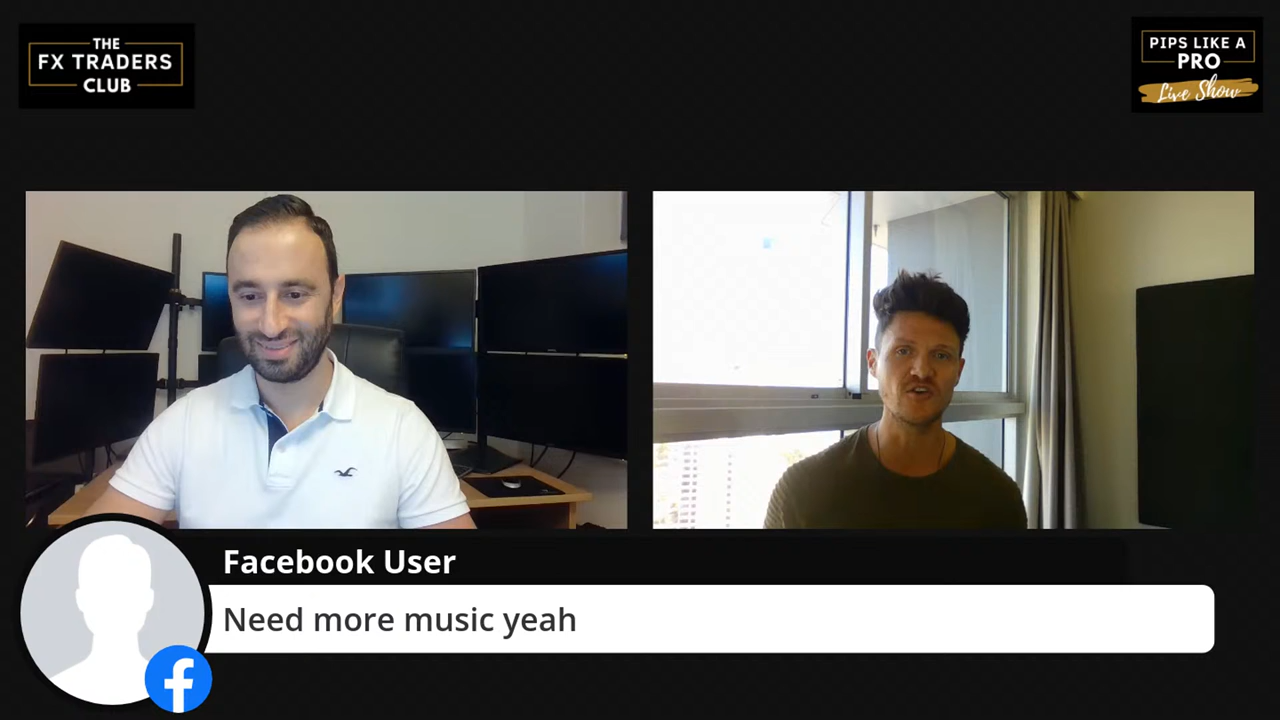 THE
FX TRADERS
CLUB
PIPS LIKE A
PRO
Live Show
Facebook User
Need more music yeah